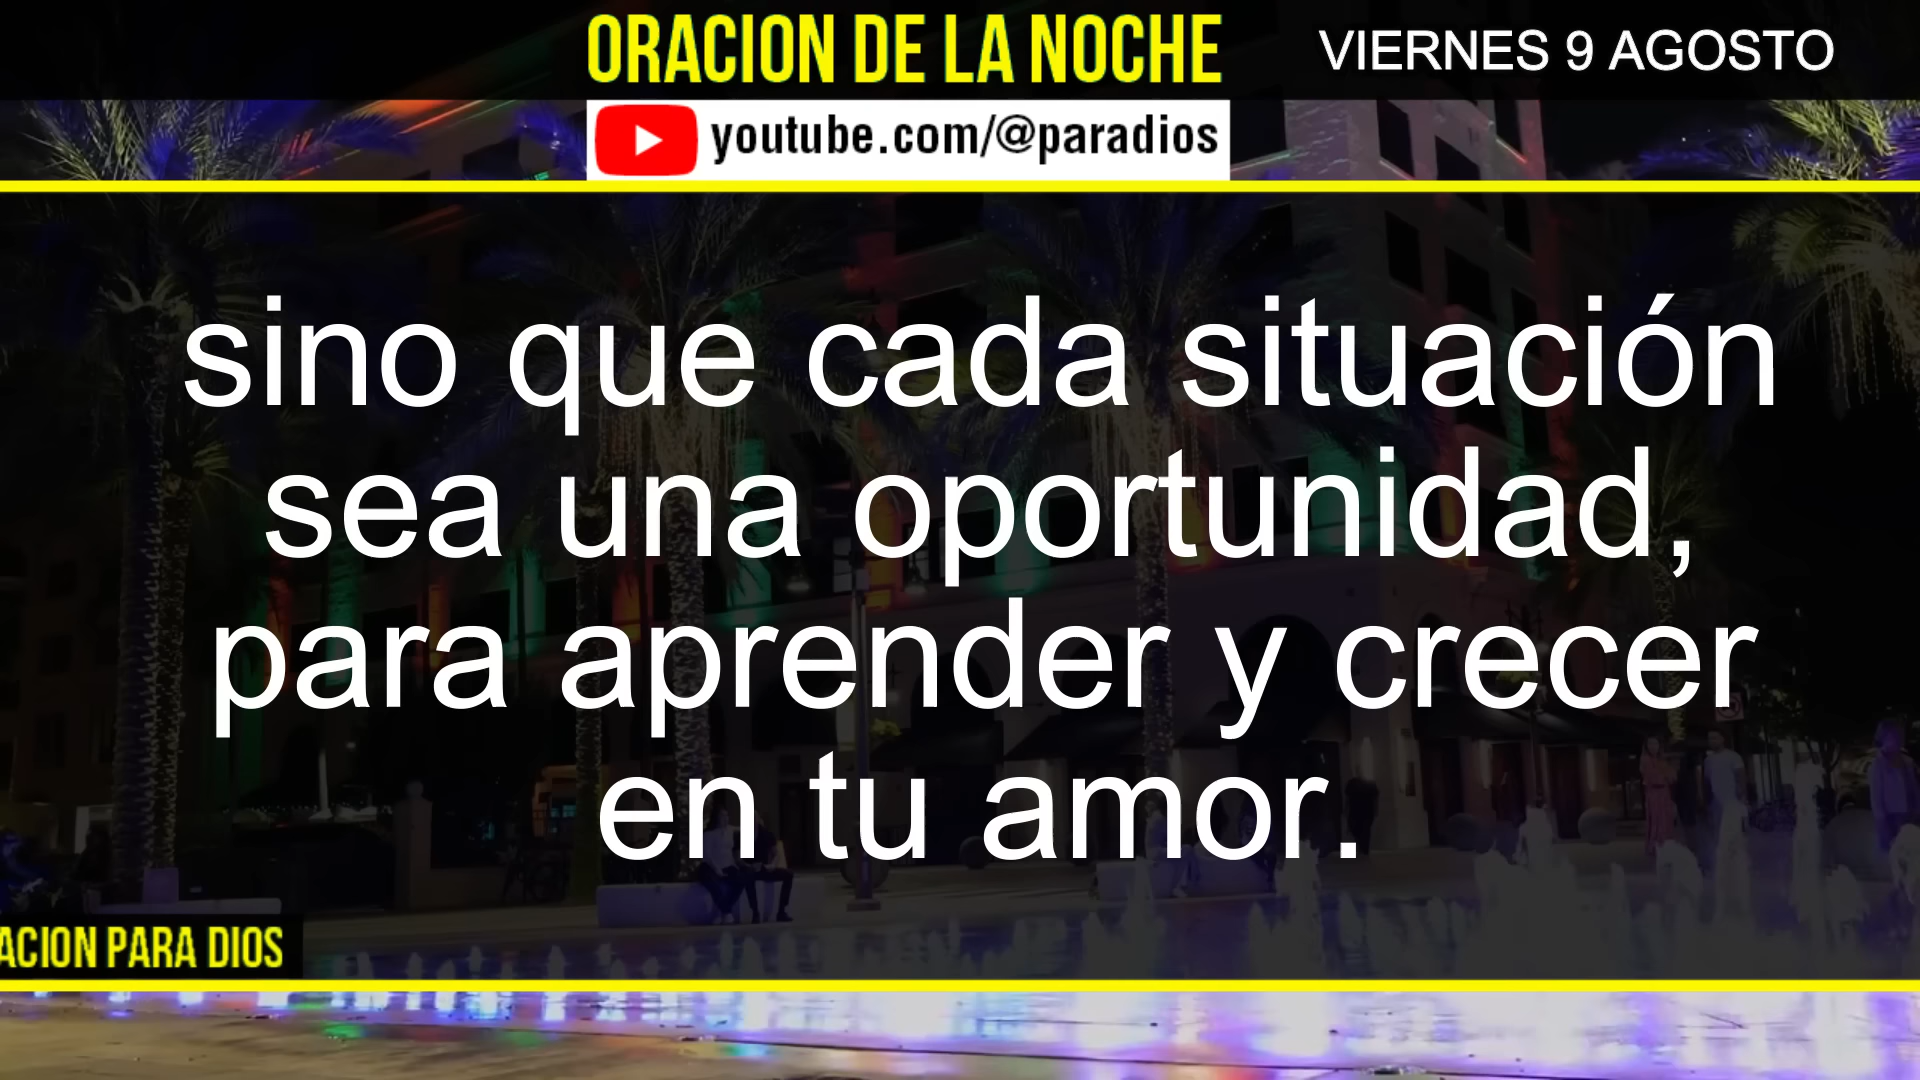 ORACION DE LA NOCHE
VIERNES 9 AGOSTO
youtube.com/@paradios
sino que cada situación
sea una oportunidad,
para aprender y crecer
en tu amor.
ACION PARA DIOS